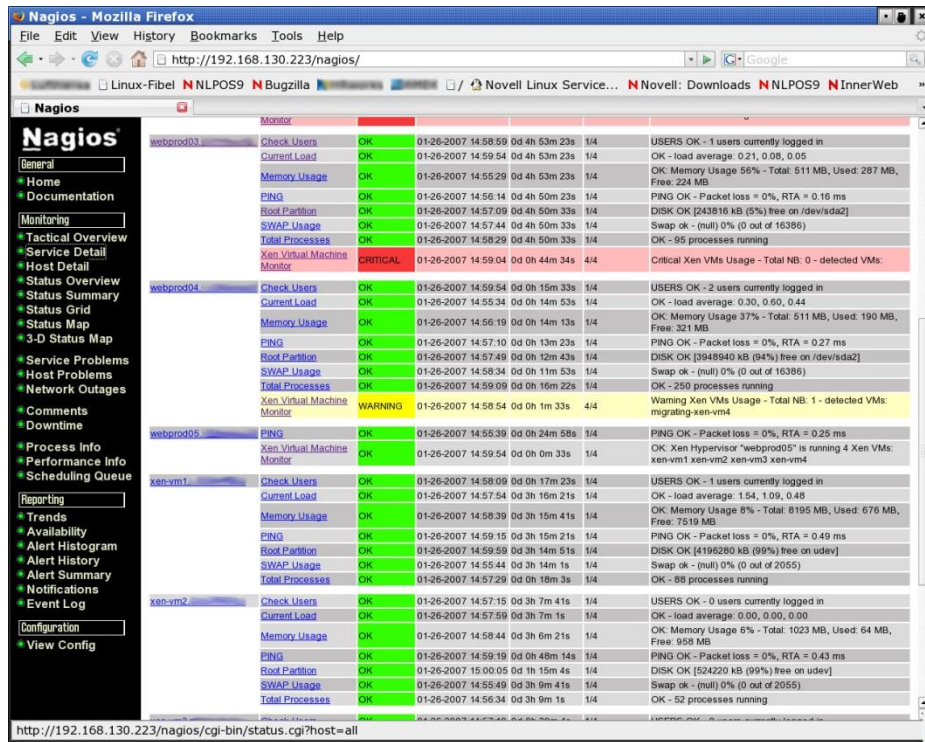 Nagios - Mozilla Firefox
File Edit View History Bookmarks Tools Help
http://192.168.130.223/nagios/
Google
Linux-Fibel NLPOS9 Bugzilla / Novell Linux Service... Novell: Downloads NLPOS9 InnerWeb »
Nagios
Nagios
General
Home
Documentation
Monitoring
Tactical Overview
Service Detail
Host Detail
Status Overview
Status Summary
Status Grid
Status Map
3-D Status Map
Service Problems
Host Problems
Network Outages
Comments
Downtime
Process Info
Performance Info
Scheduling Queue
Reporting
Trends
Availability
Alert Histogram
Alert History
Alert Summary
Notifications
Event Log
Configuration
View Config
Monitor
webprod03. Check Users OK 01-26-2007 14:58:59 0d 4h 53m 23s 1/4 USERS OK - 1 users currently logged in
Current Load OK 01-26-2007 14:59:54 0d 4h 53m 23s 1/4 OK - load average: 0.21, 0.08, 0.05
Memory Usage OK 01-26-2007 14:55:29 0d 4h 53m 23s 1/4 OK: Memory Usage 56% - Total: 511 MB, Used: 287 MB,
Free: 224 MB
PING OK 01-26-2007 14:56:14 0d 4h 50m 33s 1/4 PING OK - Packet loss = 0%, RTA = 0.16 ms
Root Partition OK 01-26-2007 14:57:09 0d 4h 50m 33s 1/4 DISK OK [243816 kB (5%) free on /dev/sda2]
SWAP Usage OK 01-26-2007 14:57:44 0d 4h 50m 33s 1/4 Swap ok - (null) 0% (0 out of 16386)
Total Processes OK 01-26-2007 14:58:29 0d 4h 50m 33s 1/4 OK - 95 processes running
Xen Virtual Machine
Monitor CRITICAL 01-26-2007 14:59:04 0d 0h 44m 34s 4/4 Critical Xen VMs Usage - Total NB: 0 - detected VMs:
webprod04. Check Users OK 01-26-2007 14:59:54 0d 0h 15m 33s 1/4 USERS OK - 2 users currently logged in
Current Load OK 01-26-2007 14:55:34 0d 0h 14m 53s 1/4 OK - load average: 0.30, 0.60, 0.44
Memory Usage OK 01-26-2007 14:56:19 0d 0h 14m 13s 1/4 OK: Memory Usage 37% - Total: 511 MB, Used: 190 MB,
Free: 321 MB
PING OK 01-26-2007 14:57:10 0d 0h 13m 23s 1/4 PING OK - Packet loss = 0%, RTA = 0.27 ms
Root Partition OK 01-26-2007 14:57:49 0d 0h 12m 43s 1/4 DISK OK [3948940 kB (94%) free on /dev/sda2]
SWAP Usage OK 01-26-2007 14:58:34 0d 0h 11m 53s 1/4 Swap ok - (null) 0% (0 out of 16386)
Total Processes OK 01-26-2007 14:59:09 0d 0h 16m 22s 1/4 OK - 250 processes running
Xen Virtual Machine
Monitor WARNING 01-26-2007 14:58:54 0d 0h 1m 33s 4/4 Warning Xen VMs Usage - Total NB: 1 - detected VMs:
migrating-xen-vm4
webprod05. PING OK 01-26-2007 14:55:39 0d 0h 24m 58s 1/4 PING OK - Packet loss = 0%, RTA = 0.25 ms
Xen Virtual Machine
Monitor OK 01-26-2007 14:59:54 0d 0h 0m 33s 1/4 OK: Xen Hypervisor "webprod05" is running 4 Xen VMs:
xen-vm1 xen-vm2 xen-vm3 xen-vm4
xen-vm1. Check Users OK 01-26-2007 14:58:09 0d 0h 17m 23s 1/4 USERS OK - 1 users currently logged in
Current Load OK 01-26-2007 14:57:54 0d 3h 16m 21s 1/4 OK - load average: 1.54, 1.09, 0.48
Memory Usage OK 01-26-2007 14:58:39 0d 3h 15m 41s 1/4 OK: Memory Usage 8% - Total: 8195 MB, Used: 676 MB,
Free: 7519 MB
PING OK 01-26-2007 14:59:15 0d 3h 15m 21s 1/4 PING OK - Packet loss = 0%, RTA = 0.49 ms
Root Partition OK 01-26-2007 14:59:59 0d 3h 14m 51s 1/4 DISK OK [4196280 kB (99%) free on udev]
SWAP Usage OK 01-26-2007 14:55:44 0d 3h 14m 1s 1/4 Swap ok - (null) 0% (0 out of 2055)
Total Processes OK 01-26-2007 14:57:29 0d 0h 18m 3s 1/4 OK - 88 processes running
xen-vm2. Check Users OK 01-26-2007 14:57:15 0d 3h 7m 41s 1/4 USERS OK - 0 users currently logged in
Current Load OK 01-26-2007 14:57:59 0d 3h 7m 1s 1/4 OK - load average: 0.00, 0.00, 0.00
Memory Usage OK 01-26-2007 14:58:44 0d 3h 6m 21s 1/4 OK: Memory Usage 6% - Total: 1023 MB, Used: 64 MB,
Free: 958 MB
PING OK 01-26-2007 14:59:19 0d 0h 48m 14s 1/4 PING OK - Packet loss = 0%, RTA = 0.43 ms
Root Partition OK 01-26-2007 15:00:05 0d 1h 15m 4s 1/4 DISK OK [524220 kB (99%) free on udev]
SWAP Usage OK 01-26-2007 14:55:49 0d 3h 9m 41s 1/4 Swap ok - (null) 0% (0 out of 2055)
Total Processes OK 01-26-2007 14:56:34 0d 3h 9m 1s 1/4 OK - 52 processes running
http://192.168.130.223/nagios/cgi-bin/status.cgi?host=all